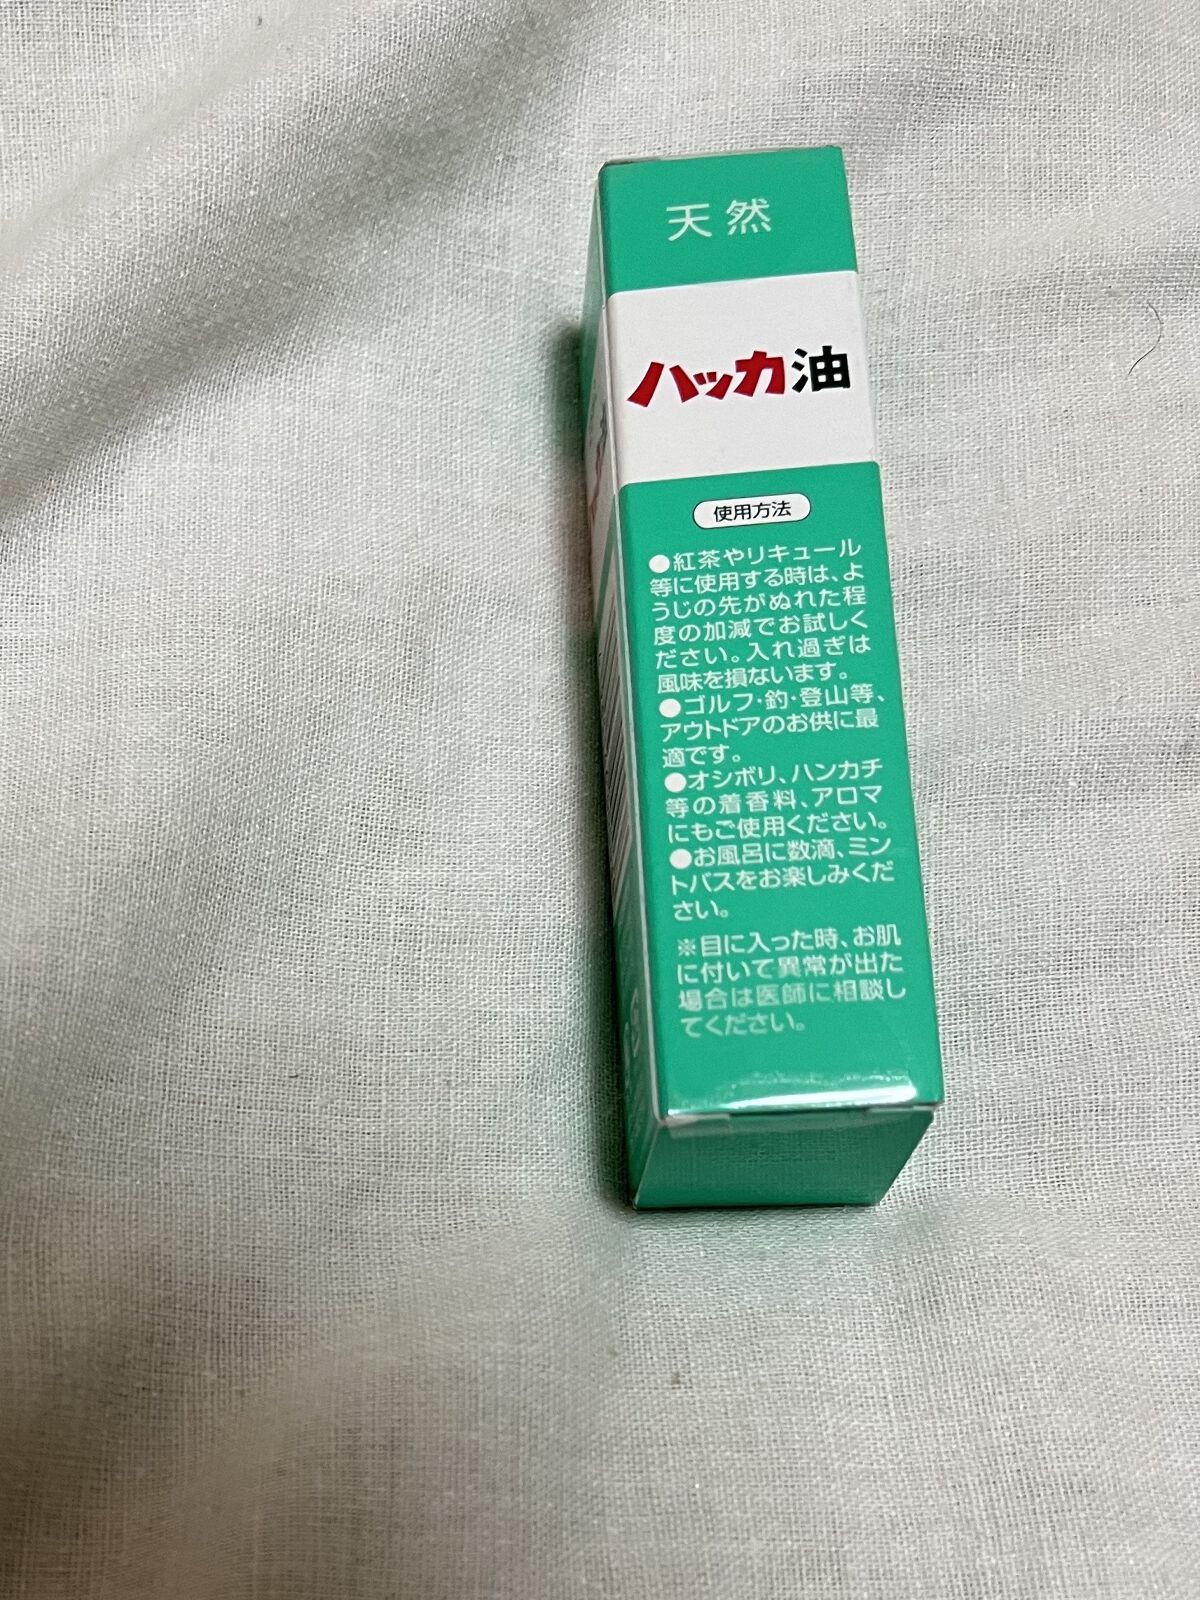 天然
ハッカ油
使用方法
●紅茶やリキュール
等に使用する時は、よ
うじの先がぬれた程
度の加減でお試しく
ださい。入れ過ぎは
風味を損ないます。
●ゴルフ・釣・登山等、
アウトドアのお供に最
適です。
●オシボリ、ハンカチ
等の着香料、アロマ
にもご使用ください。
●お風呂に数滴、ミン
トバスをお楽しみくだ
さい。
※目に入った時、お肌
に付いて異常が出た
場合は医師に相談し
てください。